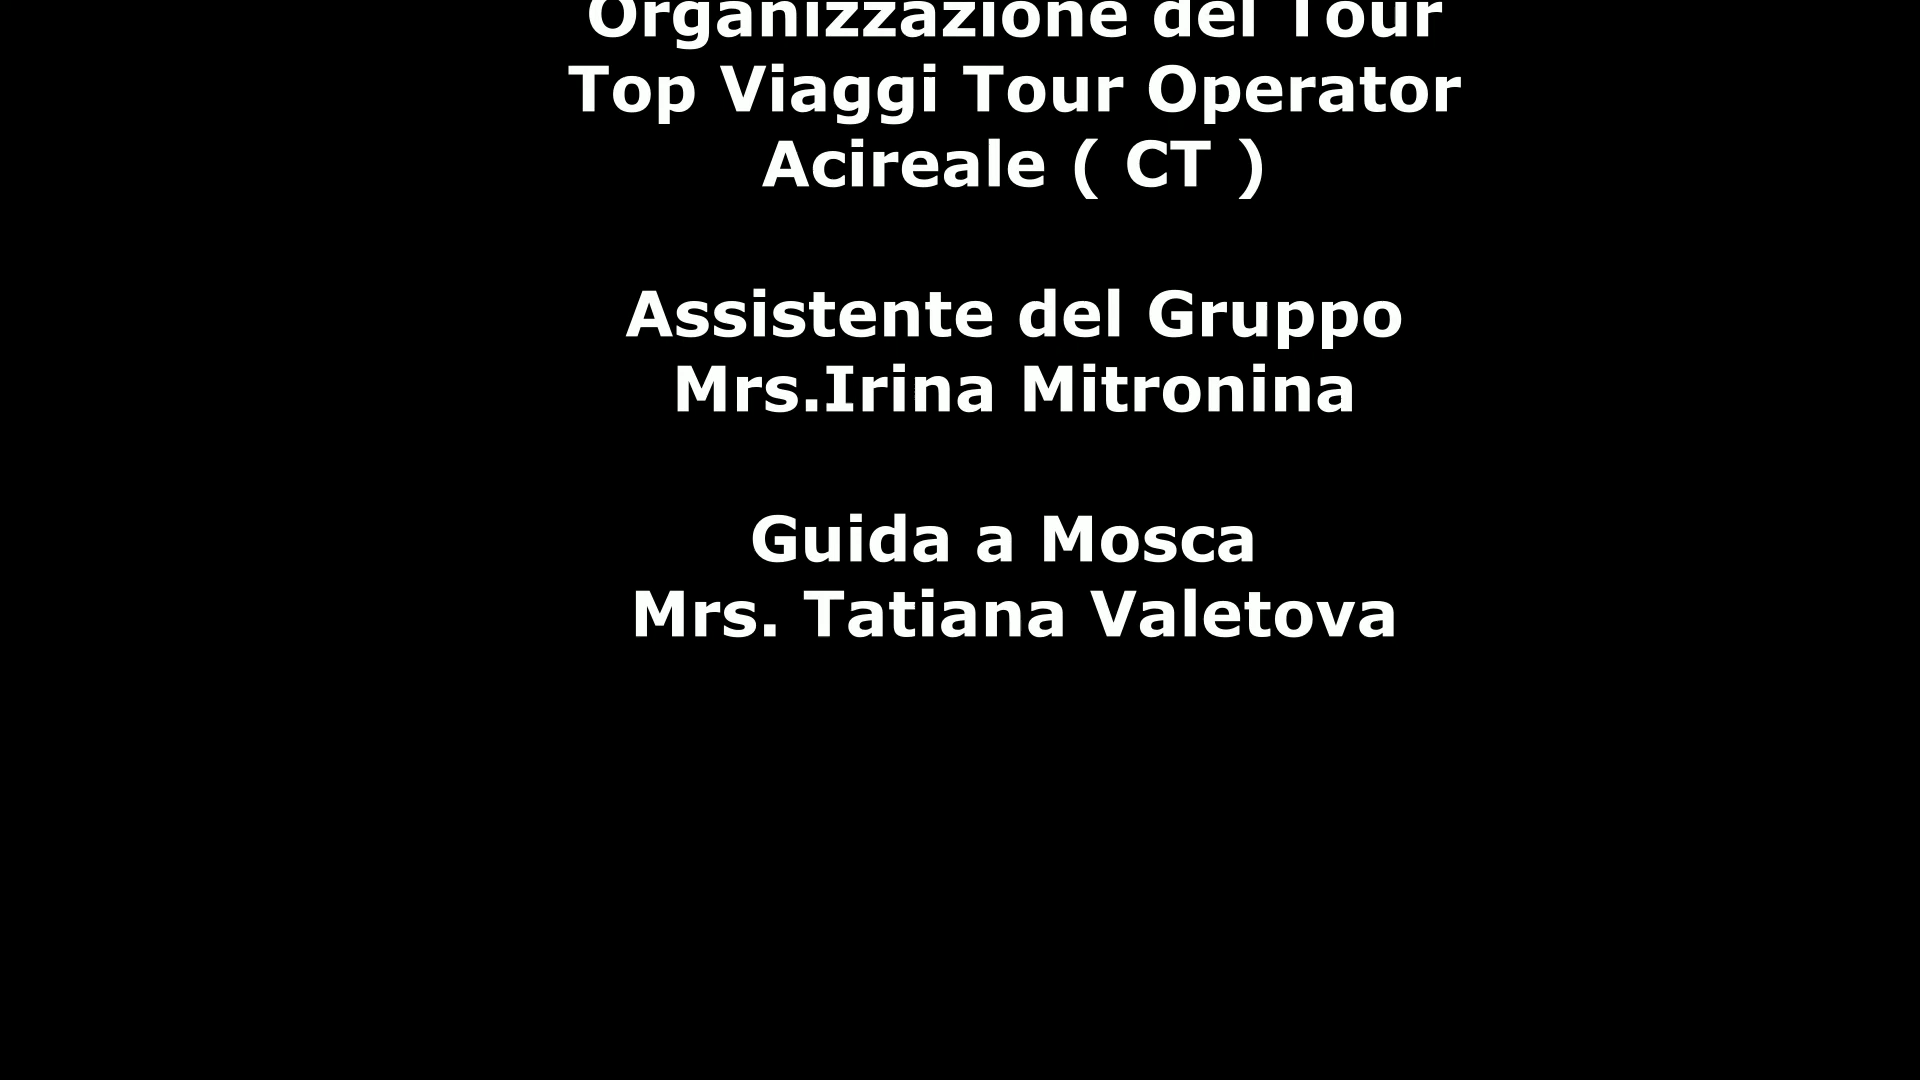 Organizzazione del Tour
Top Viaggi Tour Operator
Acireale ( CT )
Assistente del Gruppo
Mrs.Irina Mitronina
Guida a Mosca
Mrs. Tatiana Valetova